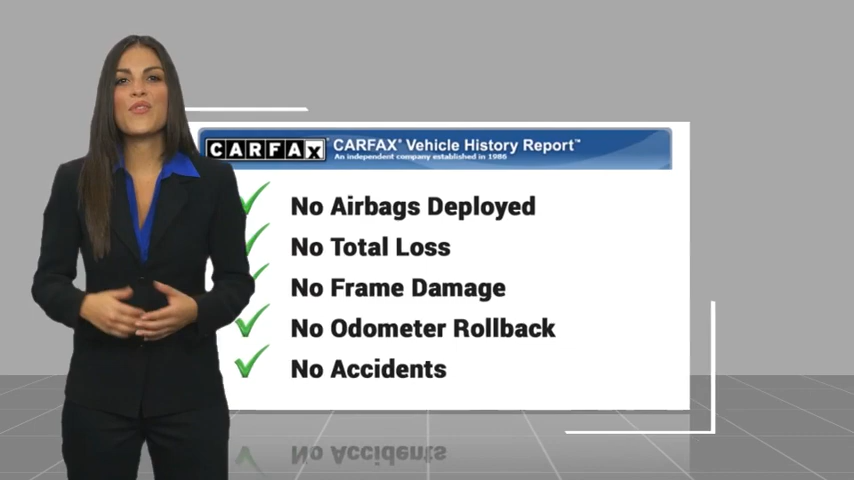 CARFAX CARFAX® Vehicle History Report™
An independent company established in 1986
No Airbags Deployed
No Total Loss
No Frame Damage
No Odometer Rollback
No Accidents
No Accidents